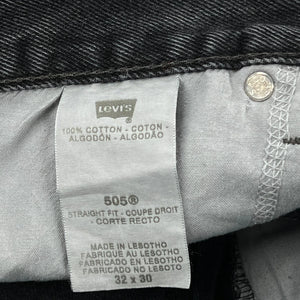 Levi's
100% COTTON - COTON -
ALGODÓN - ALGODÃO
505®
STRAIGHT FIT - COUPE DROIT
- CORTE RECTO
MADE IN LESOTHO
FABRIQUE AU LESOTHO
FABRICADO EN LESOTHO
FABRICADO NO LESOTO
32 x 30